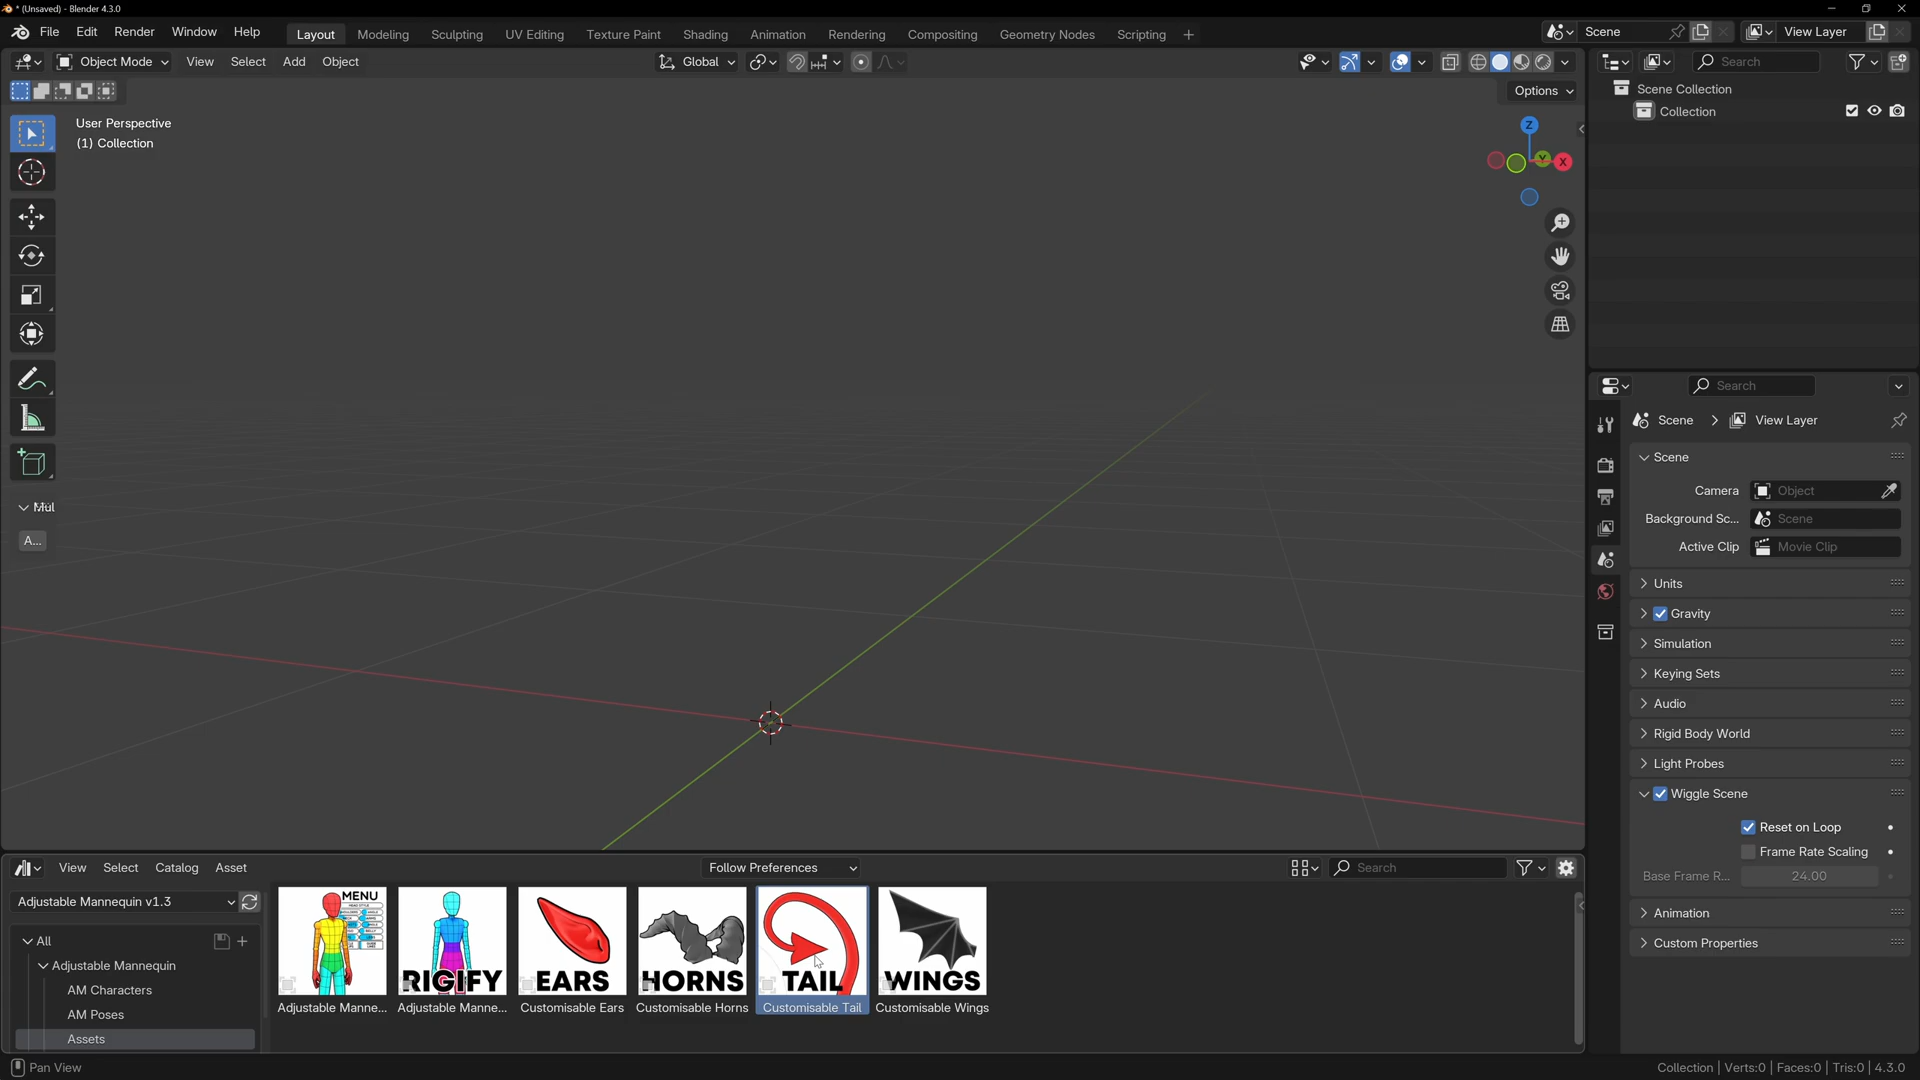 * (Unsaved) - Blender 4.3.0
File Edit Render Window Help Layout Modeling Sculpting UV Editing Texture Paint Shading Animation Rendering Compositing Geometry Nodes Scripting + Scene View Layer
Object Mode View Select Add Object Global Search
Options
User Perspective
(1) Collection
Z
Y
X
Mul
A...
Scene Collection
Collection
Search
Scene > View Layer
Scene
Camera Object
Background Sc... Scene
Active Clip Movie Clip
Units
Gravity
Simulation
Keying Sets
Audio
Rigid Body World
Light Probes
Wiggle Scene
Reset on Loop
Frame Rate Scaling
Base Frame R... 24.00
Animation
Custom Properties
View Select Catalog Asset Follow Preferences Search
Adjustable Mannequin v1.3
All
Adjustable Mannequin
AM Characters
AM Poses
Assets
MENU
RIGIFY EARS HORNS TAIL WINGS
Adjustable Manne... Adjustable Manne... Customisable Ears Customisable Horns Customisable Tail Customisable Wings
Pan View
Collection | Verts:0 | Faces:0 | Tris:0 | 4.3.0